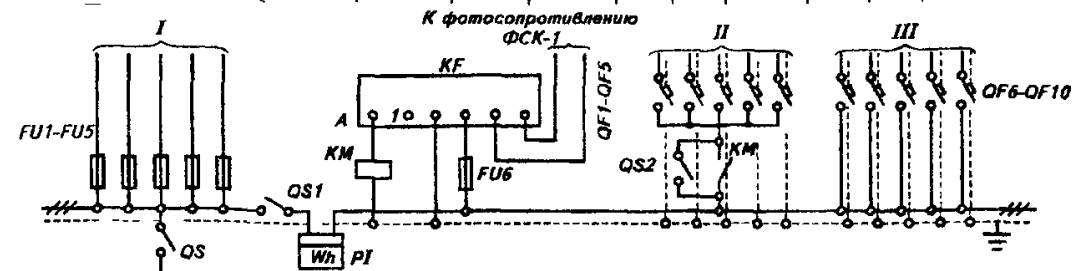 К фотосопротивлению
ФСК-1
I
II
III
KF
QF1-QF5
QF6-QF10
A
1
FU1-FU5
KM
FU6
QS2
KM
QS1
QS
Wh
PI